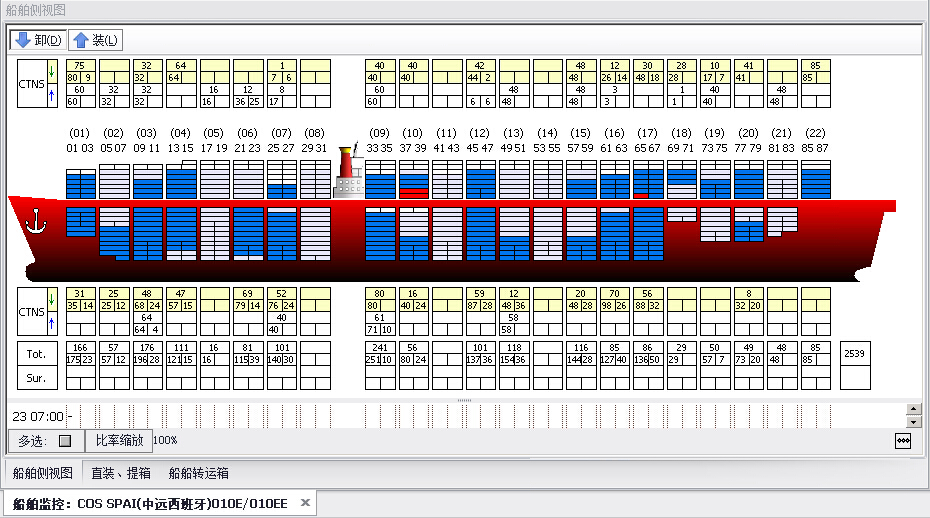 船舶侧视图
卸(D) 装(L)
75 32 64 1 40 40 42 48 12 30 28 10 41 85
CTNS 80 9 32 64 7 6 40 40 44 2 48 26 14 48 18 28 17 7 41 85
60 32 32 16 12 8 60 48 48 3 1 40 48
60 32 32 16 36 25 17 60 6 6 48 48 3 1 40 48
(01) (02) (03) (04) (05) (06) (07) (08) (09) (10) (11) (12) (13) (14) (15) (16) (17) (18) (19) (20) (21) (22)
01 03 05 07 09 11 13 15 17 19 21 23 25 27 29 31 33 35 37 39 41 43 45 47 49 51 53 55 57 59 61 63 65 67 69 71 73 75 77 79 81 83 85 87
31 25 48 47 69 52 80 16 59 12 20 70 56 8
CTNS 35 14 25 12 68 24 57 15 79 14 76 24 80 40 24 87 28 48 36 48 28 98 26 88 32 32 20
64 40 61 58
64 4 40 71 10 58
Tot. 166 57 176 111 16 81 101 241 56 101 118 116 85 86 29 50 49 48 85 2539
175 23 57 12 196 28 121 15 16 115 39 140 30 251 10 80 24 137 36 154 36 144 28 127 40 136 50 29 57 7 73 20 48 85
Sur.
23 07:00 -
多选: 比率缩放 100%
船舶侧视图 直装、提箱 船舶转运箱
船舶监控: COS SPAI(中远西班牙)010E/010EE